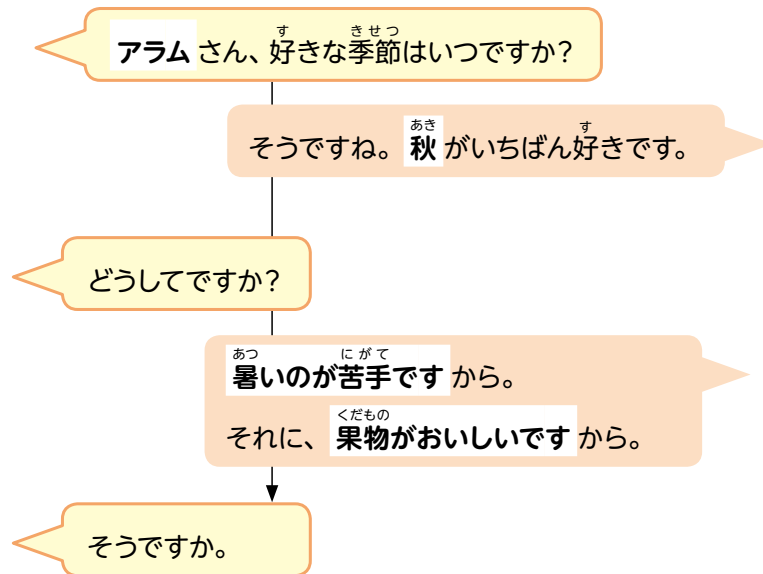 す きせつ
アラムさん、好きな季節はいつですか?
あき す
そうですね。秋がいちばん好きです。
どうしてですか?
あつ にがて
暑いのが苦手ですから。
くだもの
それに、果物がおいしいですから。
そうですか。